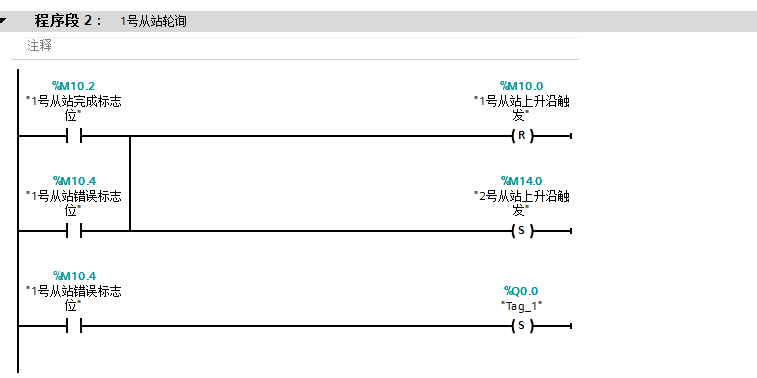 程序段 2： 1号从站轮询
注释
%M10.2
"1号从站完成标志
位"
%M10.0
"1号从站上升沿触
发"
R
%M10.4
"1号从站错误标志
位"
%M14.0
"2号从站上升沿触
发"
S
%M10.4
"1号从站错误标志
位"
%Q0.0
"Tag_1"
S